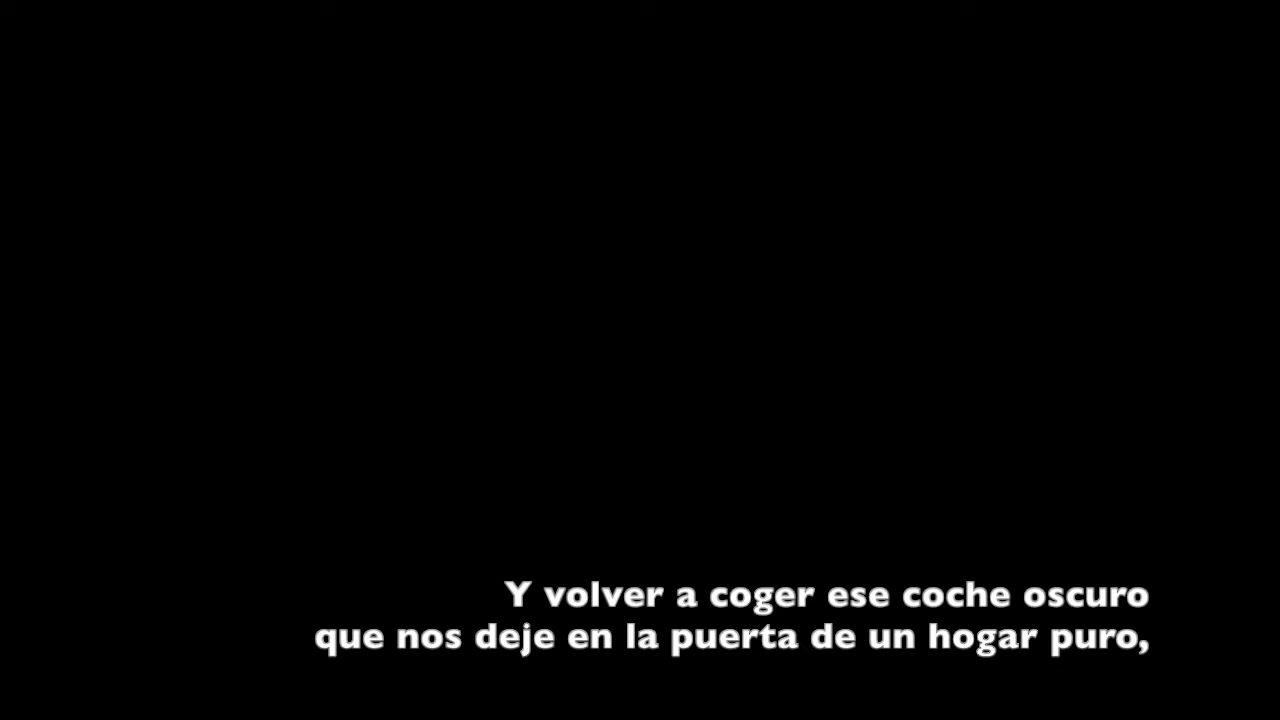 Y volver a coger ese coche oscuro
que nos deje en la puerta de un hogar puro,